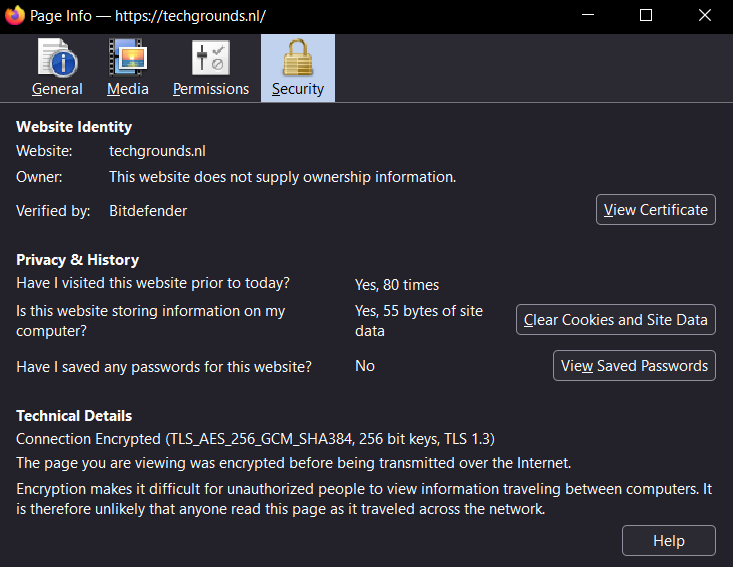 Page Info — https://techgrounds.nl/
General
Media
Permissions
Security
Website Identity
Website: techgrounds.nl
Owner: This website does not supply ownership information.
Verified by: Bitdefender
View Certificate
Privacy & History
Have I visited this website prior to today? Yes, 80 times
Is this website storing information on my
computer?
Yes, 55 bytes of site
data
Clear Cookies and Site Data
Have I saved any passwords for this website? No
View Saved Passwords
Technical Details
Connection Encrypted (TLS_AES_256_GCM_SHA384, 256 bit keys, TLS 1.3)
The page you are viewing was encrypted before being transmitted over the Internet.
Encryption makes it difficult for unauthorized people to view information traveling between computers. It
is therefore unlikely that anyone read this page as it traveled across the network.
Help